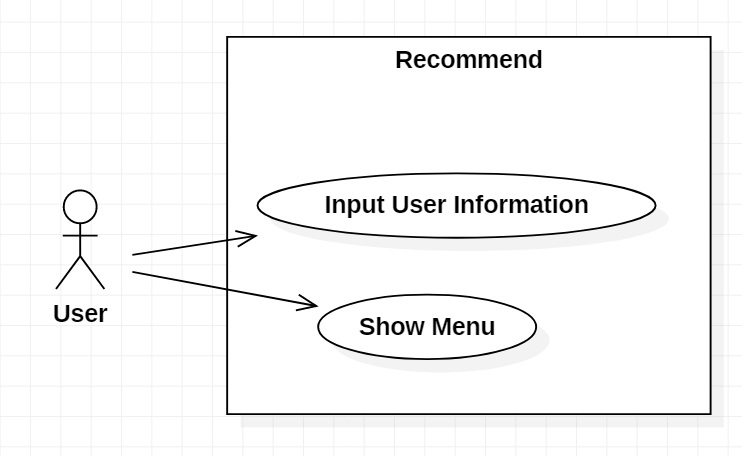 Recommend
Input User Information
User
Show Menu